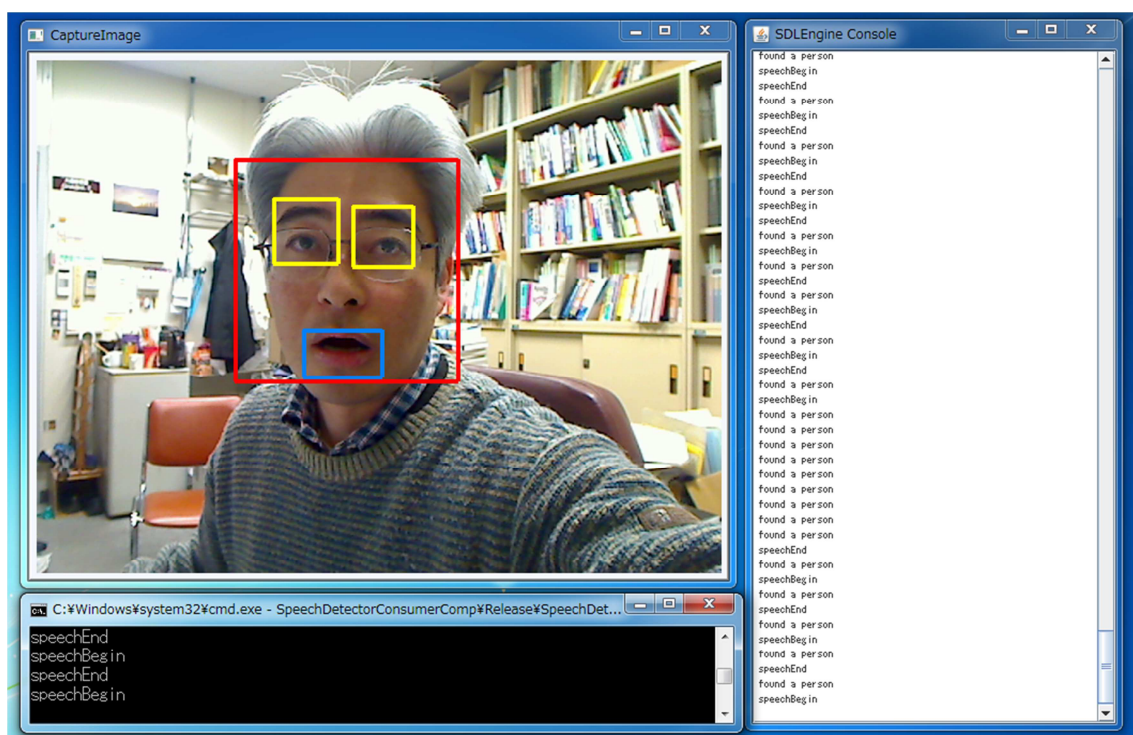 CaptureImage
C:¥Windows¥system32¥cmd.exe - SpeechDetectorConsumerComp¥Release¥SpeechDet...
speechEnd
speechBegin
speechEnd
speechBegin
SDLEngine Console
found a person
speechBegin
speechEnd
found a person
speechBegin
speechEnd
found a person
speechBegin
speechEnd
found a person
speechBegin
speechEnd
found a person
speechBegin
found a person
speechEnd
found a person
speechBegin
speechEnd
found a person
speechBegin
speechEnd
found a person
speechBegin
found a person
found a person
found a person
found a person
found a person
found a person
found a person
found a person
found a person
speechEnd
found a person
speechBegin
found a person
speechEnd
found a person
speechBegin
found a person
speechEnd
found a person
speechBegin